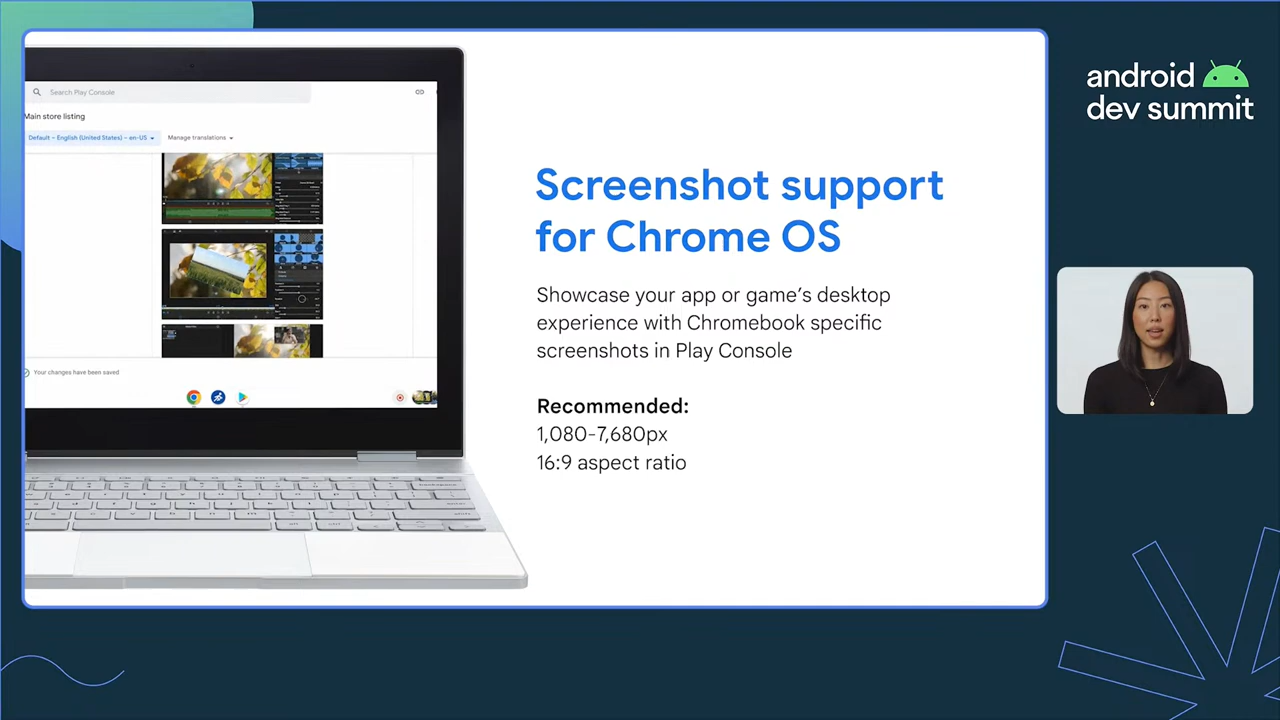 android
dev summit
Search Play Console
Main store listing
Default – English (United States) – en-US
Manage translations
Your changes have been saved
Screenshot support
for Chrome OS
Showcase your app or game's desktop
experience with Chromebook specific
screenshots in Play Console
Recommended:
1,080-7,680px
16:9 aspect ratio